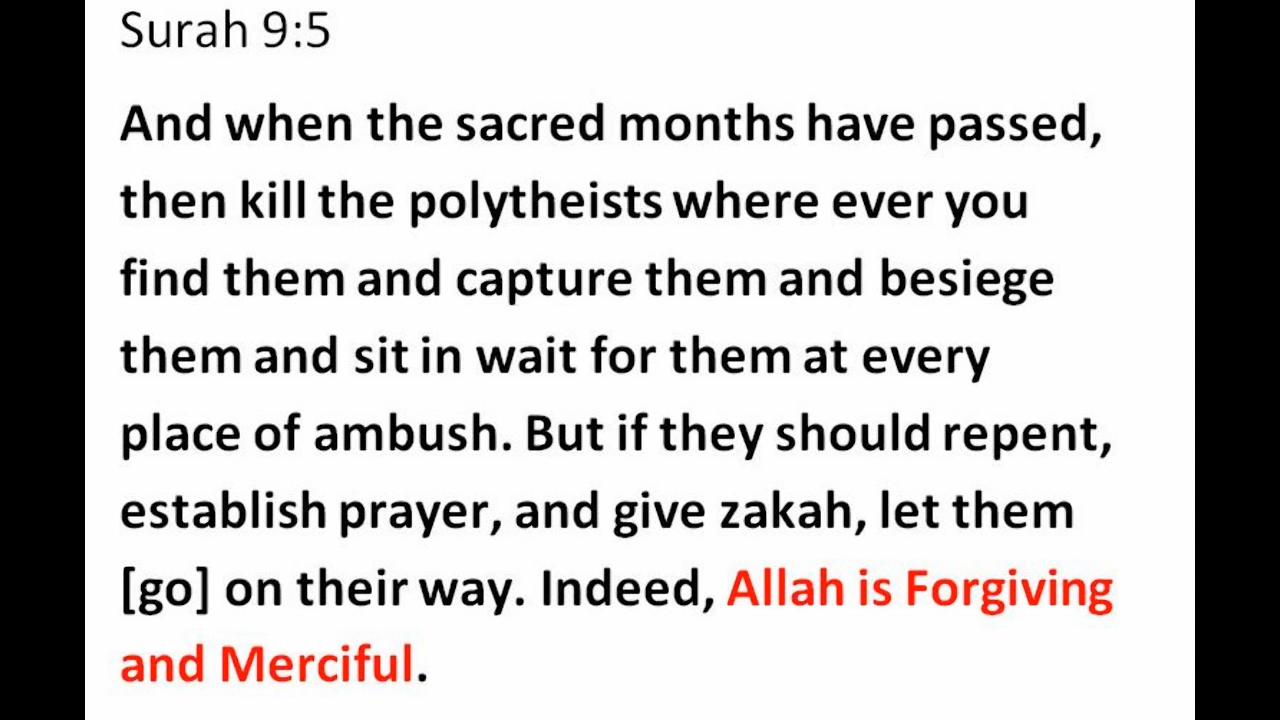 Surah 9:5
And when the sacred months have passed,
then kill the polytheists where ever you
find them and capture them and besiege
them and sit in wait for them at every
place of ambush. But if they should repent,
establish prayer, and give zakah, let them
[go] on their way. Indeed, Allah is Forgiving
and Merciful.